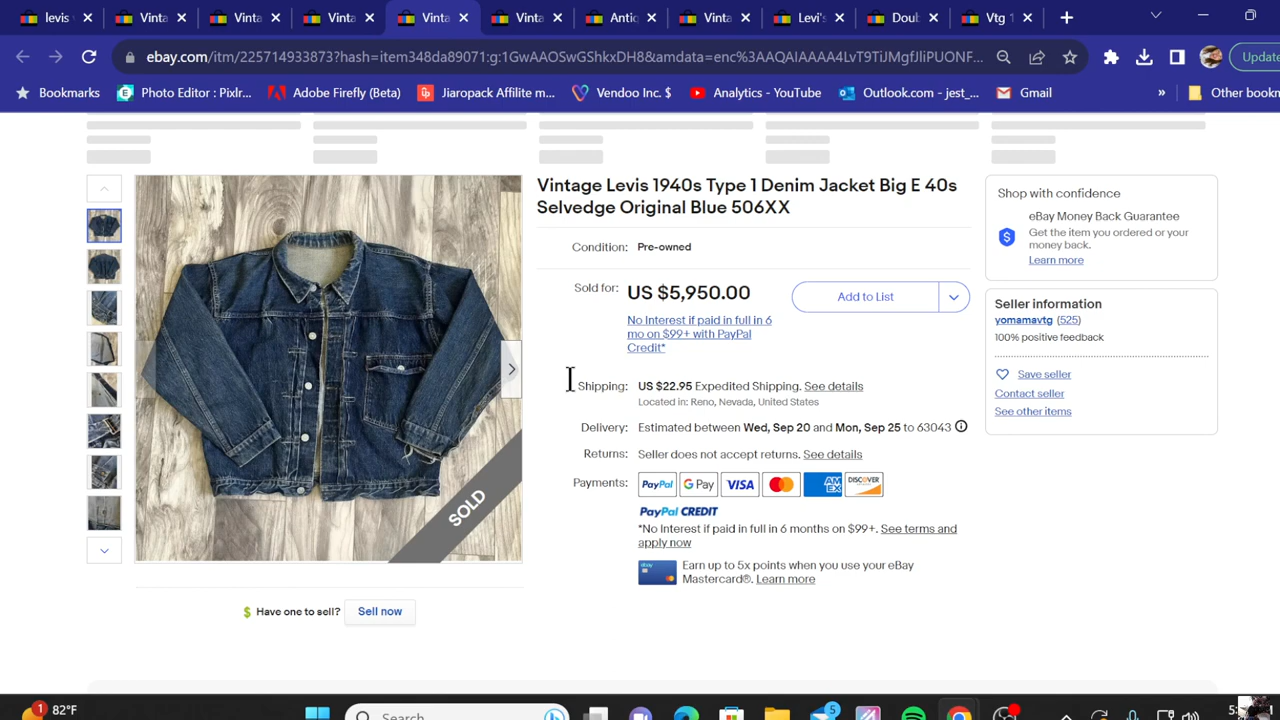 levis v
Vinta
Vinta
Vinta
Vinta
Vinta
Antiq
Vinta
Levi's
Doub
Vtg 1
ebay.com/itm/225714933873?hash=item348da89071:g:1GwAAOSwGShkxDH8&amdata=enc%3AAQAIAAAA4LvT9TiJMgfJliPUONF...
Update
Bookmarks
Photo Editor : Pixlr...
Adobe Firefly (Beta)
Jiaropack Affilite m...
Vendoo Inc. $
Analytics - YouTube
Outlook.com - jest_...
Gmail
»
Other bookm
Vintage Levis 1940s Type 1 Denim Jacket Big E 40s
Selvedge Original Blue 506XX
Condition: Pre-owned
Sold for: US $5,950.00
Add to List
No Interest if paid in full in 6
mo on $99+ with PayPal
Credit*
Shipping: US $22.95 Expedited Shipping. See details
Located in: Reno, Nevada, United States
Delivery: Estimated between Wed, Sep 20 and Mon, Sep 25 to 63043
Returns: Seller does not accept returns. See details
Payments: PayPal G Pay VISA AM EX DISCOVER
PayPal CREDIT
*No Interest if paid in full in 6 months on $99+. See terms and
apply now
ebay
Earn up to 5x points when you use your eBay
Mastercard®. Learn more
SOLD
$ Have one to sell? Sell now
Shop with confidence
eBay Money Back Guarantee
Get the item you ordered or your
money back.
Learn more
Seller information
yomamavtg (525)
100% positive feedback
Save seller
Contact seller
See other items
1
82°F
Search
5